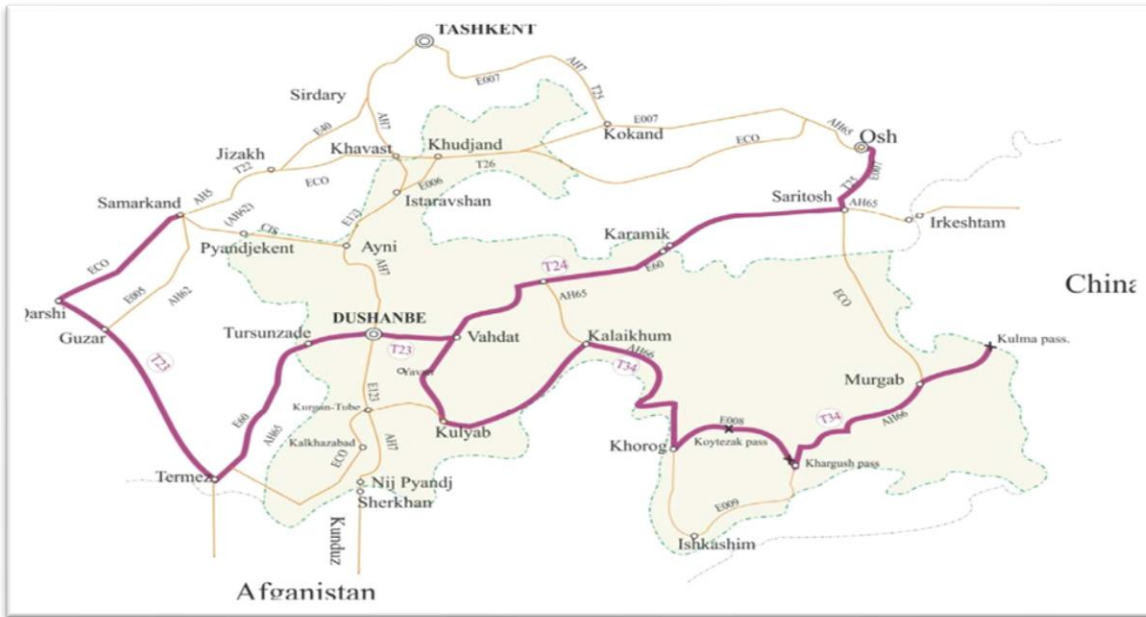 TASHKENT
E007
AH7
T25
Sirdary
E40
AH7
E007
Kokand
ECO
AH65
Osh
Jizakh
Khavast
Khudjand
T22
ECO
T26
E006
Istaravshan
T25
E007
Saritosh
AH65
Irkeshtam
Samarkand
AH5
(AH62)
CIS
Pyandjekent
E123
Ayni
Karamik
E60
T24
ECO
AH7
AH65
ECO
China
E005
AH62
Guzar
Tursunzade
DUSHANBE
T23
Vahdat
Yavan
Kalaikhum
AH66
T34
Kulma pass.
Murgab
T23
E60
AH65
E123
Kurgan-Tube
Kulyab
Kalkhazabad
ECO
AH7
Khorog
E008
Koytezak pass
T34
AH66
Khargush pass
Termez
Nij Pyandj
Sherkhan
Kunduz
E009
Ishkashim
Afganistan